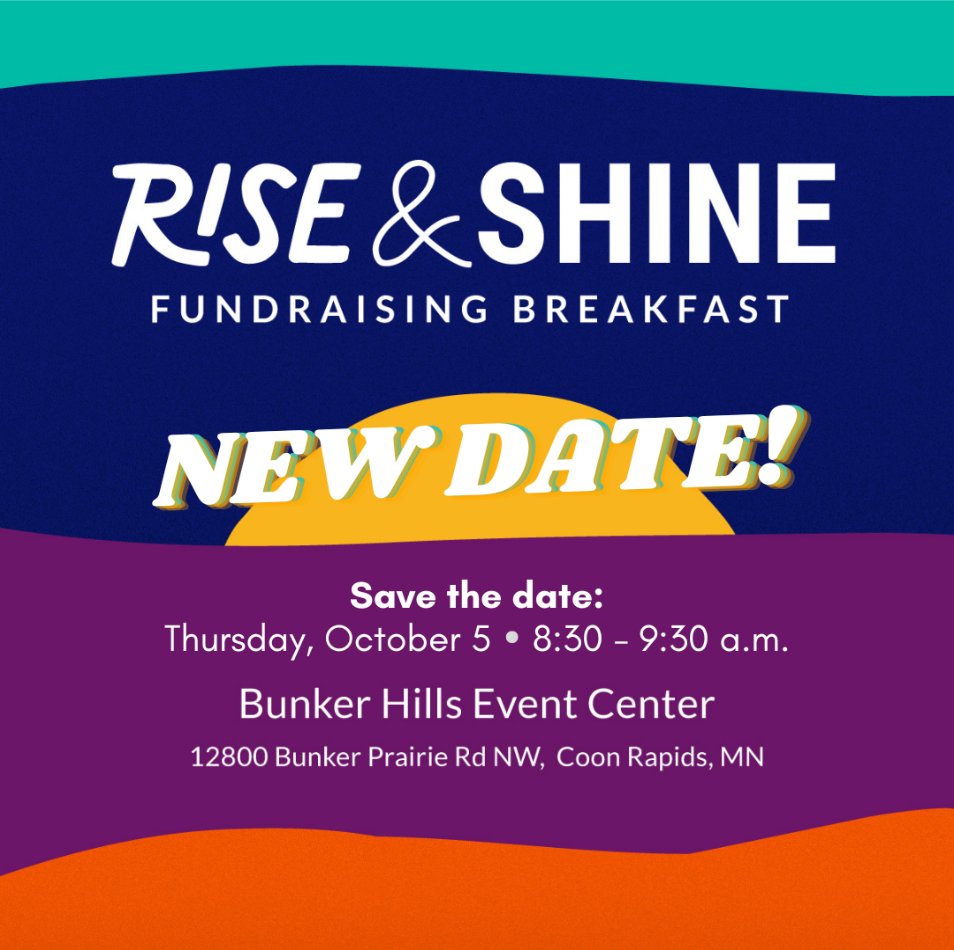 RISE & SHINE
FUNDRAISING BREAKFAST
NEW DATE!
Save the date:
Thursday, October 5 • 8:30 – 9:30 a.m.
Bunker Hills Event Center
12800 Bunker Prairie Rd NW, Coon Rapids, MN